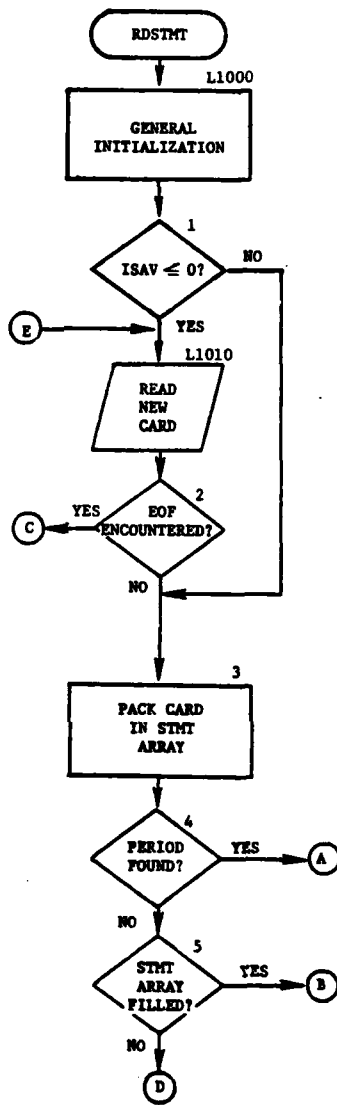 RDSTMT
L1000
GENERAL
INITIALIZATION
1
ISAV ≤ 0?
NO
E
YES
L1010
READ
NEW
CARD
2
EOF
ENCOUNTERED?
YES
C
NO
3
PACK CARD
IN STMT
ARRAY
4
PERIOD
FOUND?
YES
A
NO
5
STMT
ARRAY
FILLED?
YES
B
NO
D